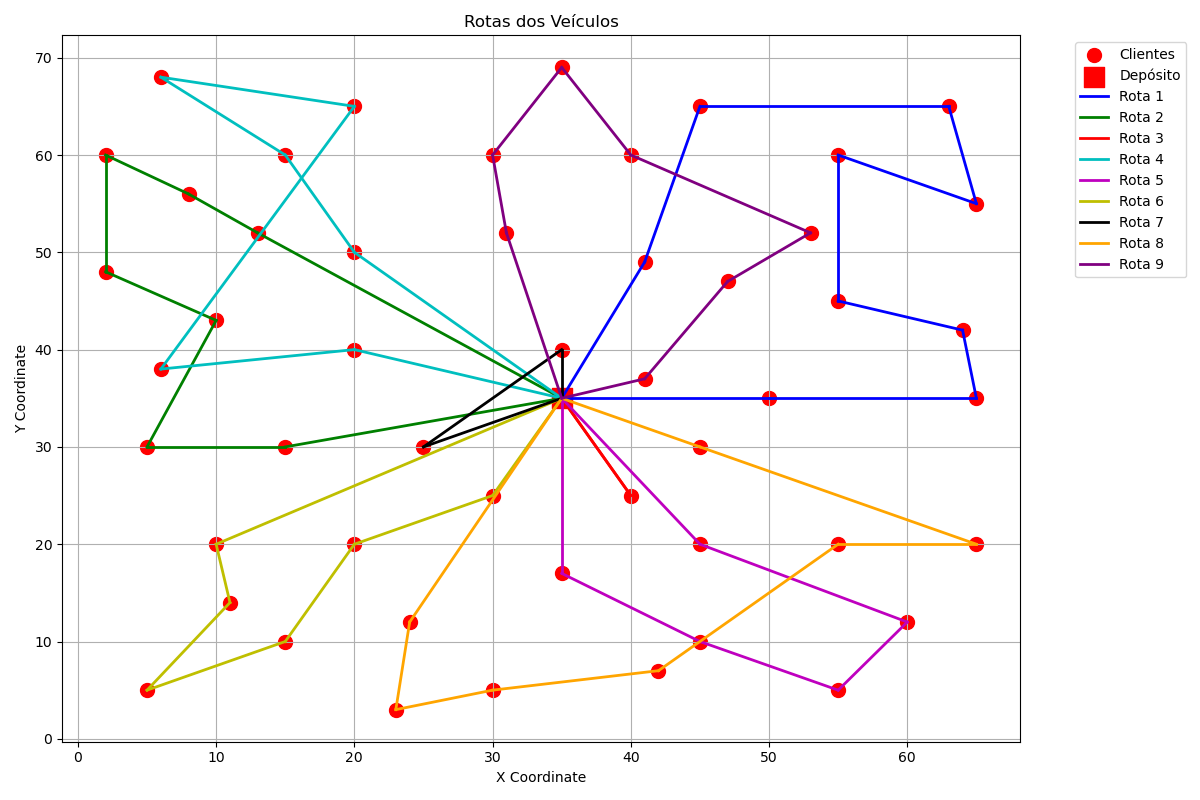 Rotas dos Veículos
Clientes
Depósito
Rota 1
Rota 2
Rota 3
Rota 4
Rota 5
Rota 6
Rota 7
Rota 8
Rota 9
Y Coordinate
70
60
50
40
30
20
10
0
0 10 20 30 40 50 60
X Coordinate